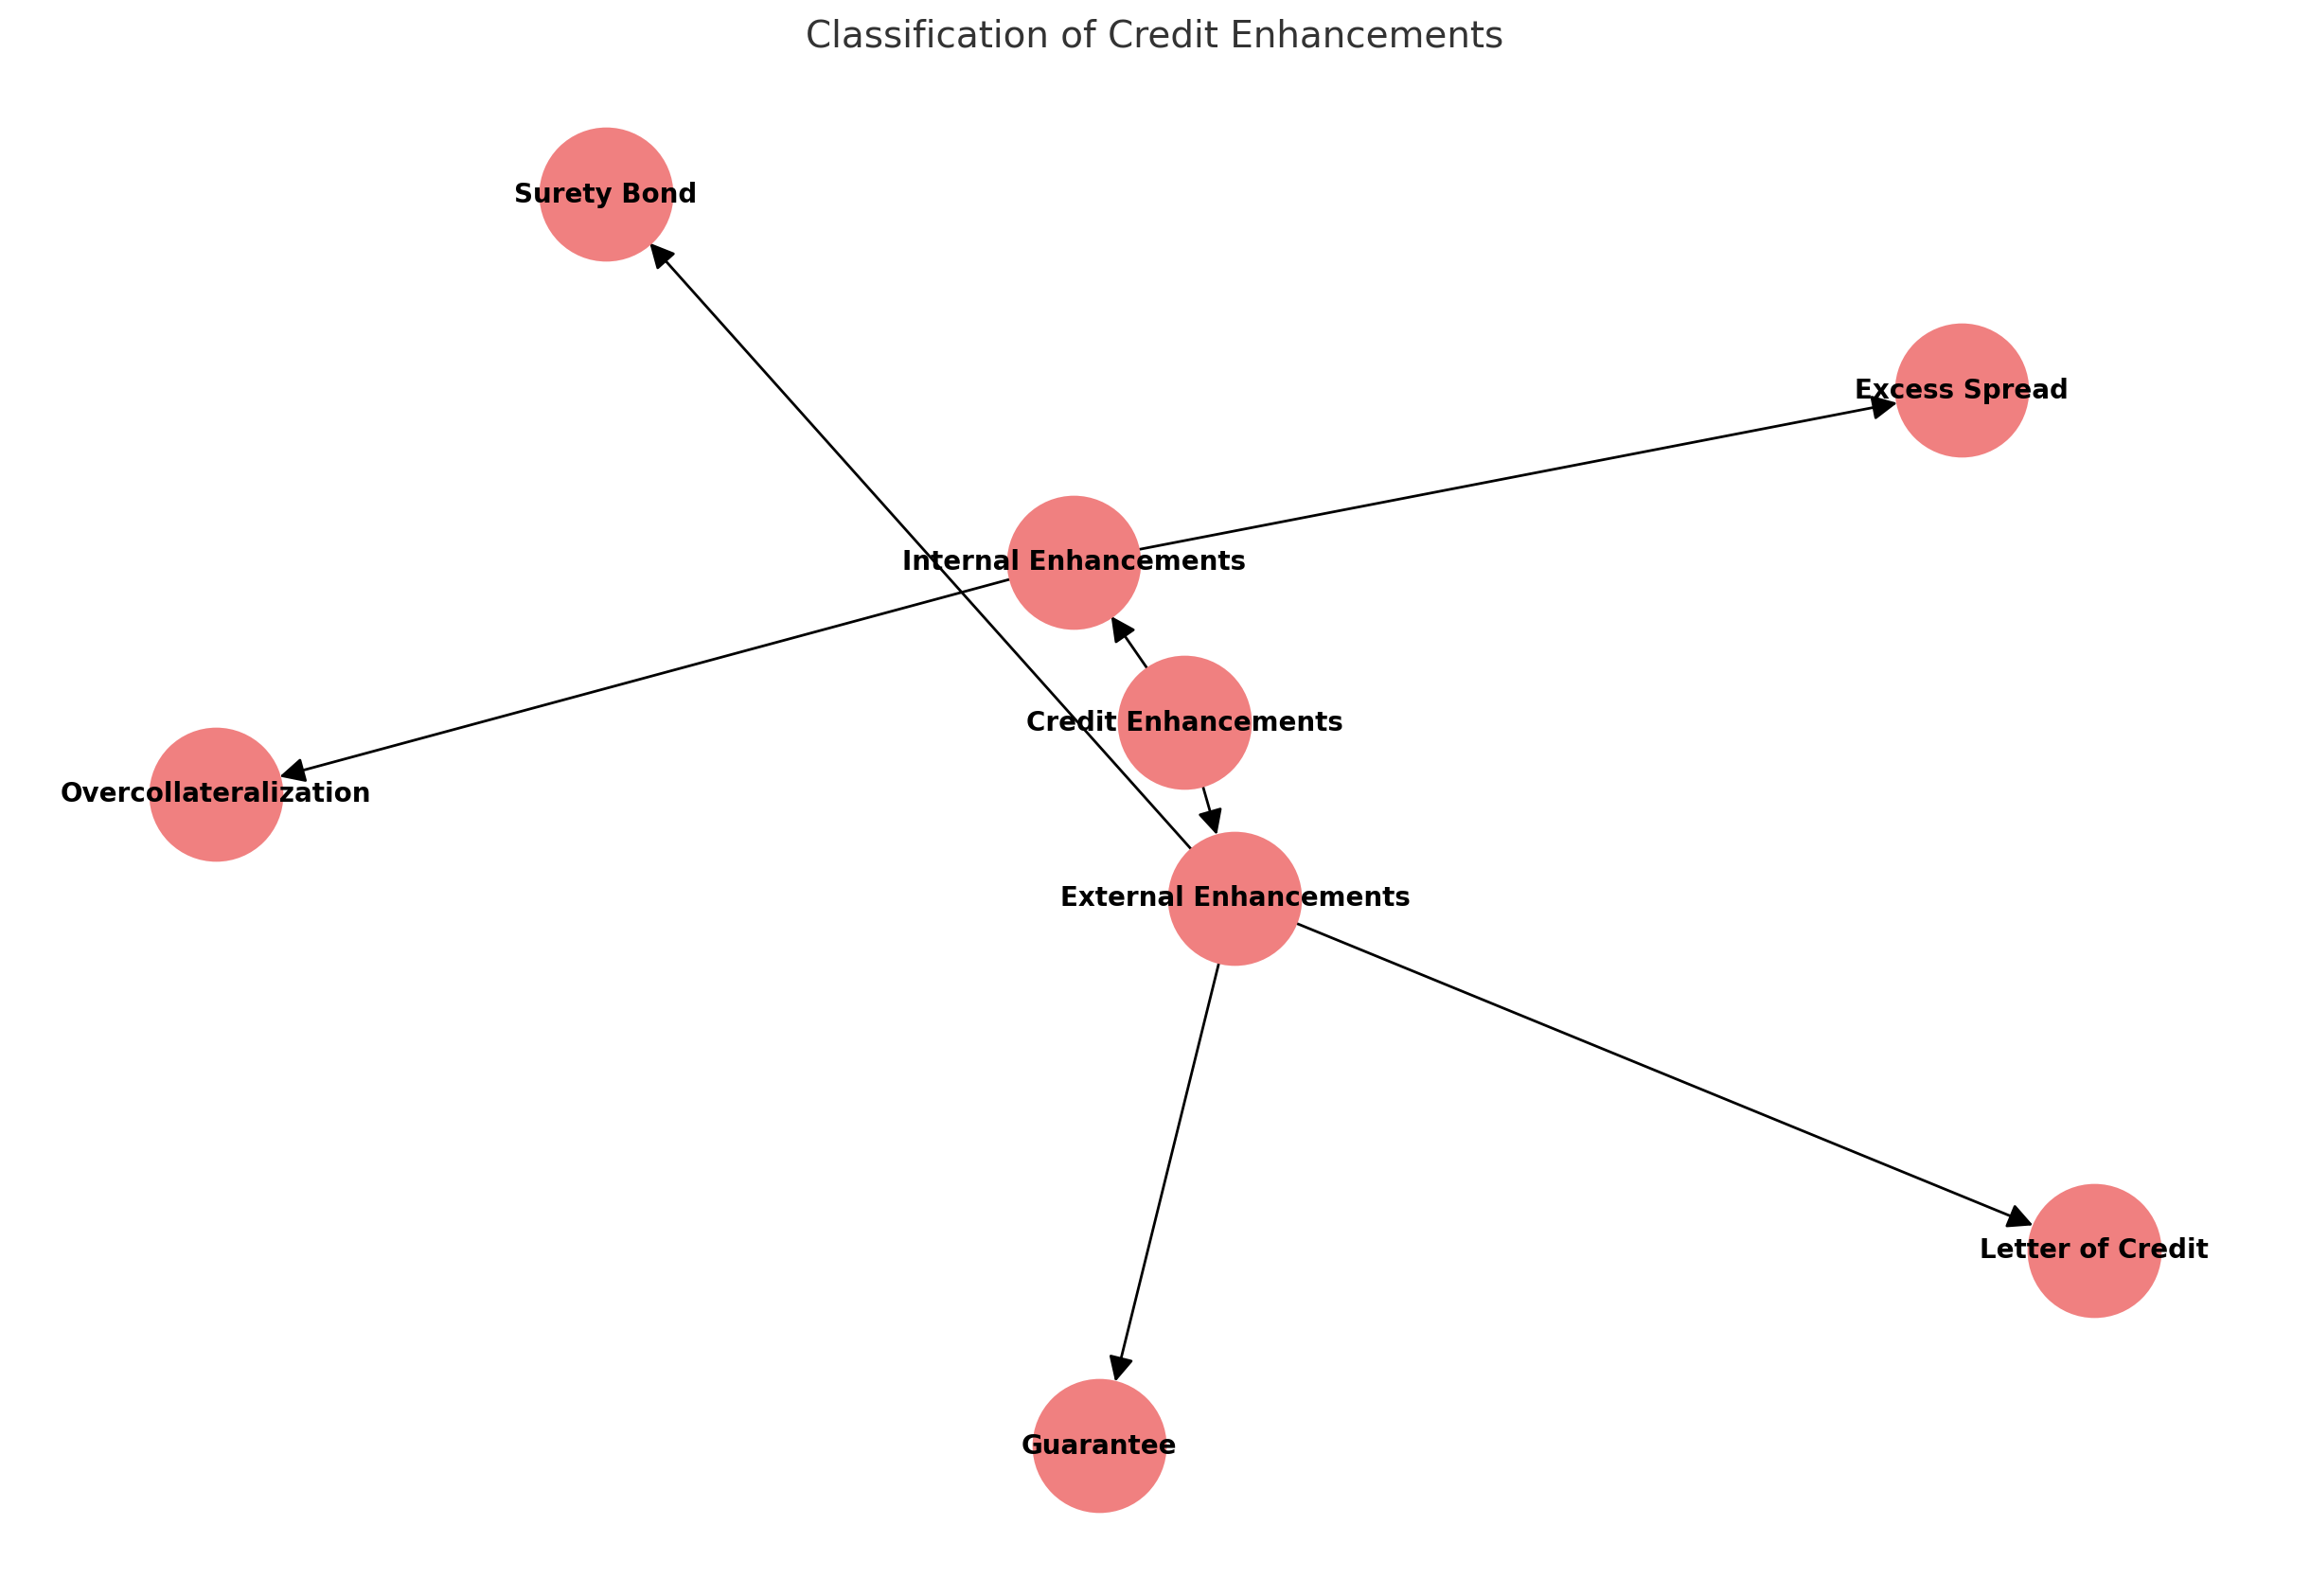 Classification of Credit Enhancements
Surety Bond
Excess Spread
Internal Enhancements
Credit Enhancements
Overcollateralization
External Enhancements
Letter of Credit
Guarantee